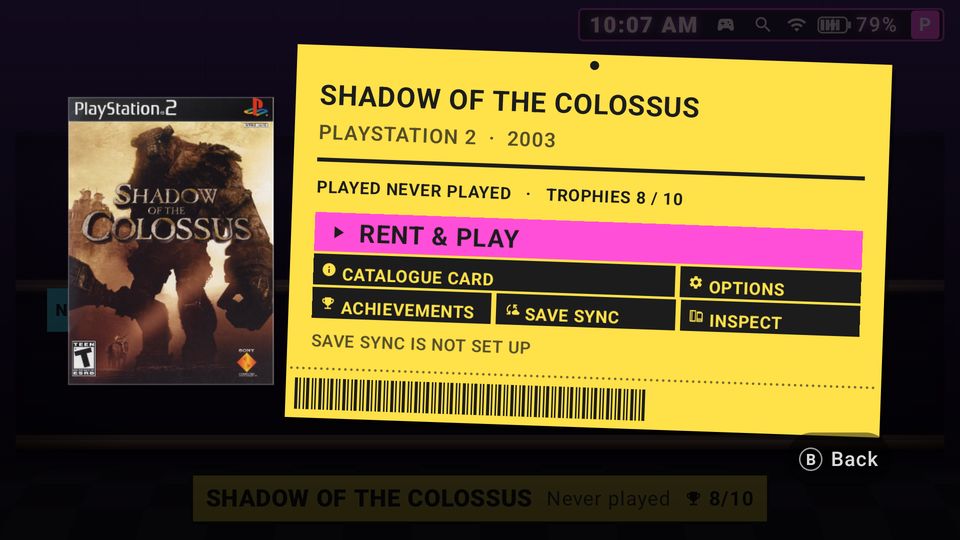 10:07 AM 79% P
PlayStation 2
SHADOW
OF THE
COLOSSUS
TEEN
T
ESRB
SONY
SHADOW OF THE COLOSSUS
PLAYSTATION 2 · 2003
PLAYED NEVER PLAYED · TROPHIES 8 / 10
RENT & PLAY
CATALOGUE CARD
OPTIONS
ACHIEVEMENTS
SAVE SYNC
INSPECT
SAVE SYNC IS NOT SET UP
B Back
SHADOW OF THE COLOSSUS Never played 8/10